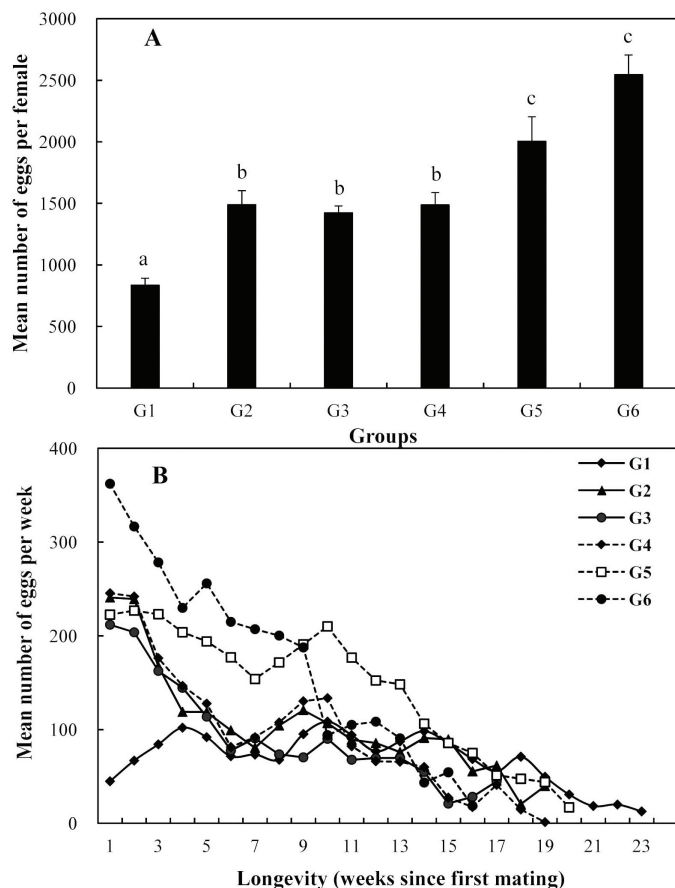 A
Mean number of eggs per female
3000
2500
2000
1500
1000
500
0
a
b
b
b
c
c
G1 G2 G3 G4 G5 G6
Groups
B
Mean number of eggs per week
400
300
200
100
0
G1
G2
G3
G4
G5
G6
1 3 5 7 9 11 13 15 17 19 21 23
Longevity (weeks since first mating)